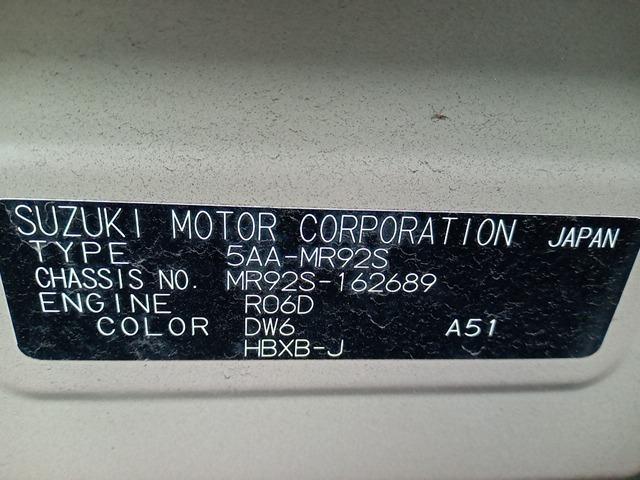 SUZUKI MOTOR CORPORATION JAPAN
TYPE 5AA-MR92S
CHASSIS NO. MR92S-162689
ENGINE R06D
COLOR DW6 A51
HBXB-J